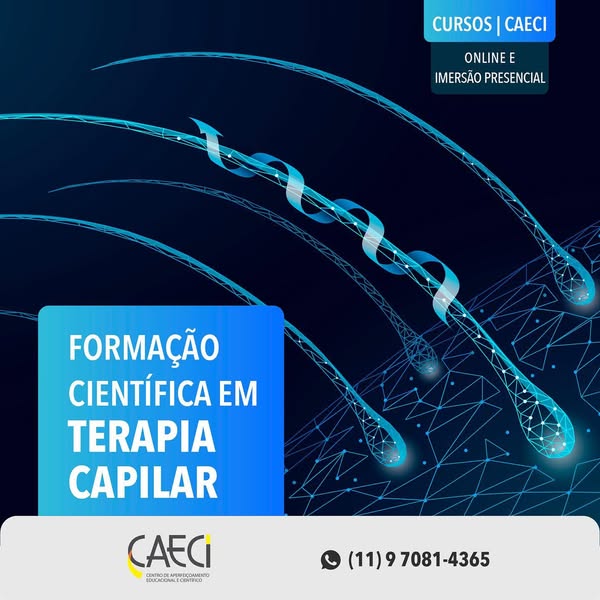 CURSOS | CAECI
ONLINE E
IMERSÃO PRESENCIAL
FORMAÇÃO
CIENTÍFICA EM
TERAPIA
CAPILAR
CAECI
CENTRO DE APERFEIÇOAMENTO
EDUCACIONAL E CIENTÍFICO
(11) 9 7081-4365